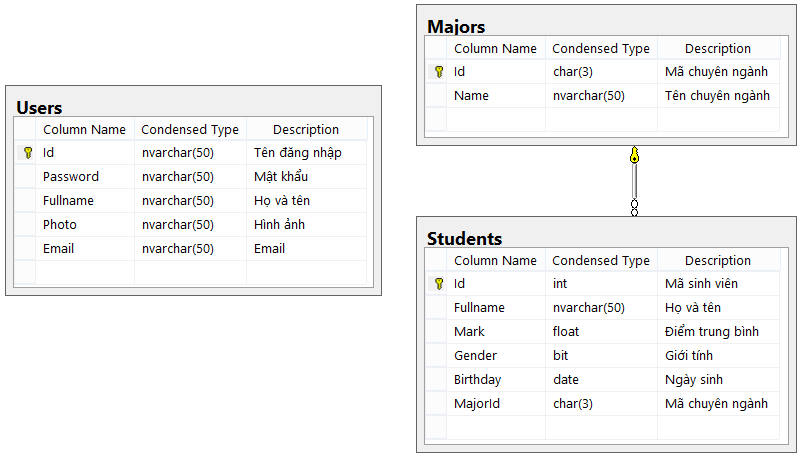 Users
Column Name Condensed Type Description
Id nvarchar(50) Tên đăng nhập
Password nvarchar(50) Mật khẩu
Fullname nvarchar(50) Họ và tên
Photo nvarchar(50) Hình ảnh
Email nvarchar(50) Email
Majors
Column Name Condensed Type Description
Id char(3) Mã chuyên ngành
Name nvarchar(50) Tên chuyên ngành
Students
Column Name Condensed Type Description
Id int Mã sinh viên
Fullname nvarchar(50) Họ và tên
Mark float Điểm trung bình
Gender bit Giới tính
Birthday date Ngày sinh
MajorId char(3) Mã chuyên ngành